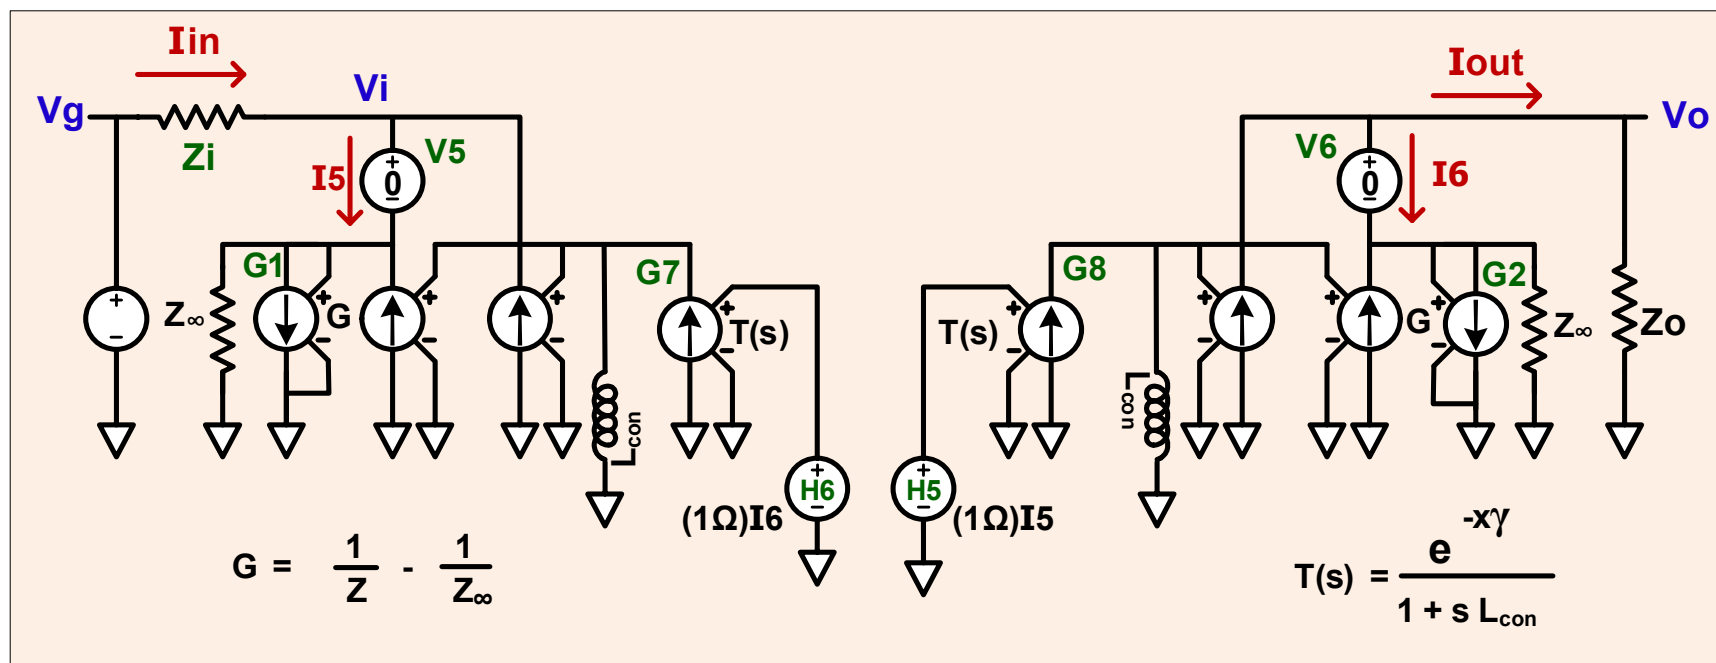 Iin
Iout
Vg
Vi
Vo
Zi
V5
I5
+
0
−
V6
I6
+
0
−
G1
G7
G8
G2
+
−
Z∞
+
−
G
+
−
+
−
+
−
T(s)
T(s)
+
−
+
−
+
−
G
+
−
Z∞
Zo
Lcon
Lcon
+
H6
−
(1Ω)I6
+
H5
−
(1Ω)I5
G = 1/Z - 1/Z∞
T(s) = e^-xγ / 1 + s Lcon